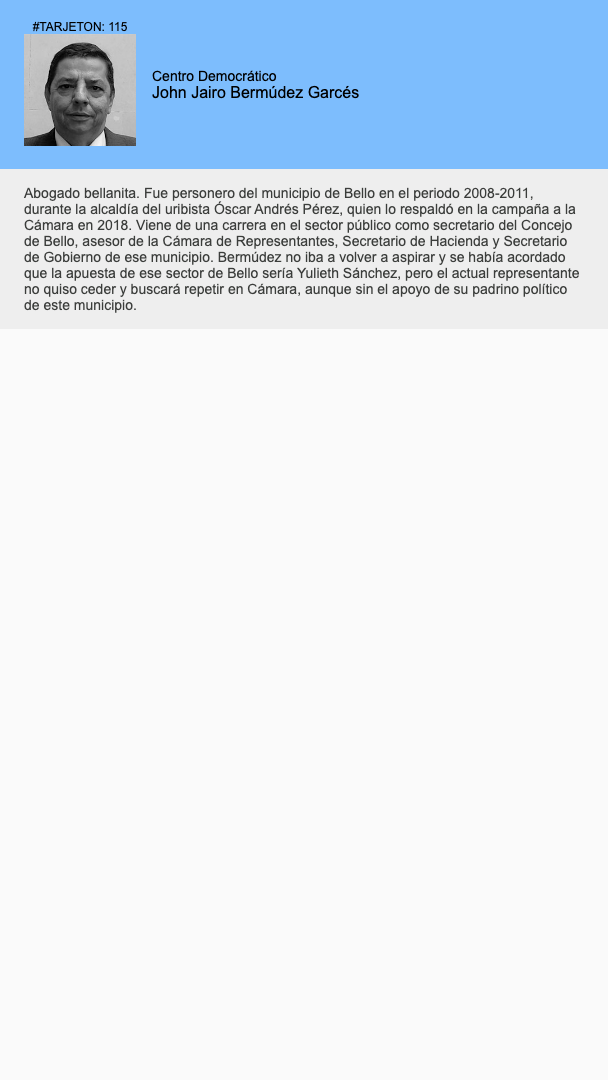 #TARJETON: 115
Centro Democrático
John Jairo Bermúdez Garcés
Abogado bellanita. Fue personero del municipio de Bello en el periodo 2008-2011,
durante la alcaldía del uribista Óscar Andrés Pérez, quien lo respaldó en la campaña a la
Cámara en 2018. Viene de una carrera en el sector público como secretario del Concejo
de Bello, asesor de la Cámara de Representantes, Secretario de Hacienda y Secretario
de Gobierno de ese municipio. Bermúdez no iba a volver a aspirar y se había acordado
que la apuesta de ese sector de Bello sería Yulieth Sánchez, pero el actual representante
no quiso ceder y buscará repetir en Cámara, aunque sin el apoyo de su padrino político
de este municipio.